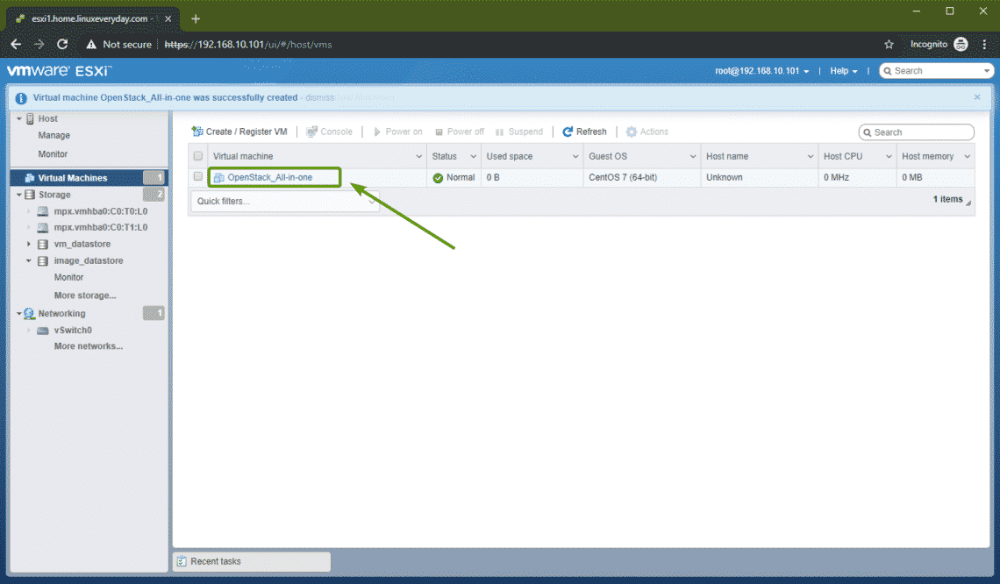 esxi1.home.linuxeveryday.com -
Not secure https://192.168.10.101/ui/#/host/vms Incognito
vmware ESXi™ root@192.168.10.101 Help Search
Virtual machine OpenStack_All-in-one was successfully created - dismiss
Host
Manage
Monitor
Virtual Machines 1
Storage 2
mpx.vmhba0:C0:T0:L0
mpx.vmhba0:C0:T1:L0
vm_datastore
image_datastore
Monitor
More storage...
Networking 1
vSwitch0
More networks...
Create / Register VM Console Power on Power off Suspend Refresh Actions Search
Virtual machine Status Used space Guest OS Host name Host CPU Host memory
OpenStack_All-in-one Normal 0 B CentOS 7 (64-bit) Unknown 0 MHz 0 MB
Quick filters... 1 items
Recent tasks